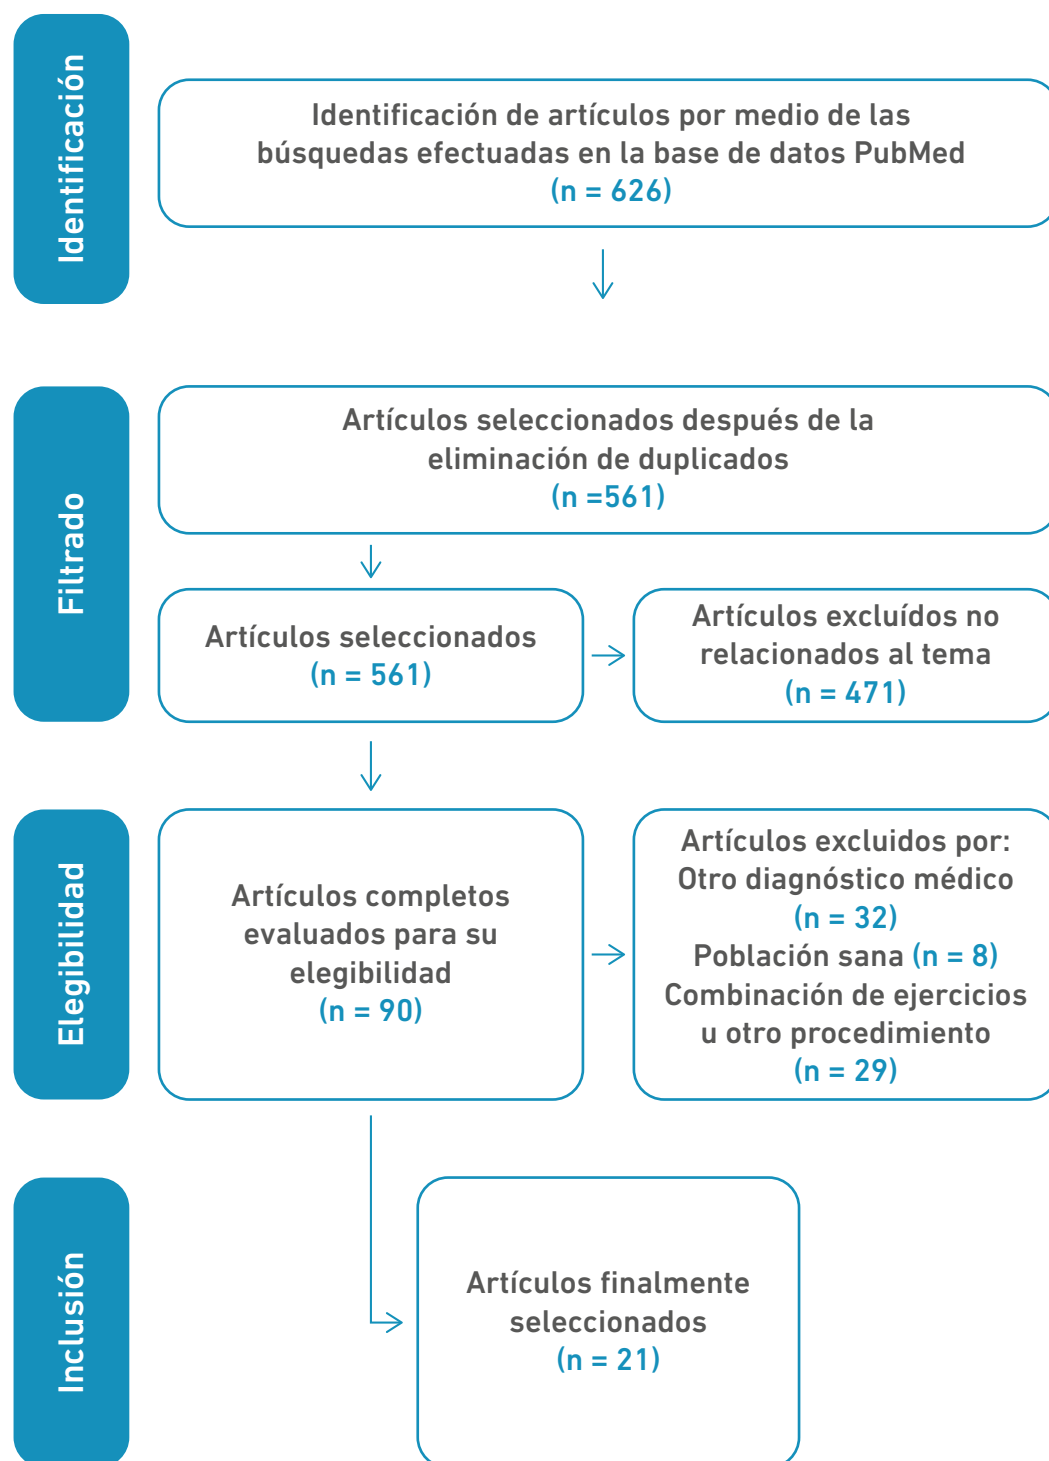 Identificación
Identificación de artículos por medio de las
búsquedas efectuadas en la base de datos PubMed
(n = 626)
Filtrado
Artículos seleccionados después de la
eliminación de duplicados
(n =561)
Artículos seleccionados
(n = 561)
Artículos excluídos no
relacionados al tema
(n = 471)
Elegibilidad
Artículos completos
evaluados para su
elegibilidad
(n = 90)
Artículos excluidos por:
Otro diagnóstico médico
(n = 32)
Población sana (n = 8)
Combinación de ejercicios
u otro procedimiento
(n = 29)
Inclusión
Artículos finalmente
seleccionados
(n = 21)